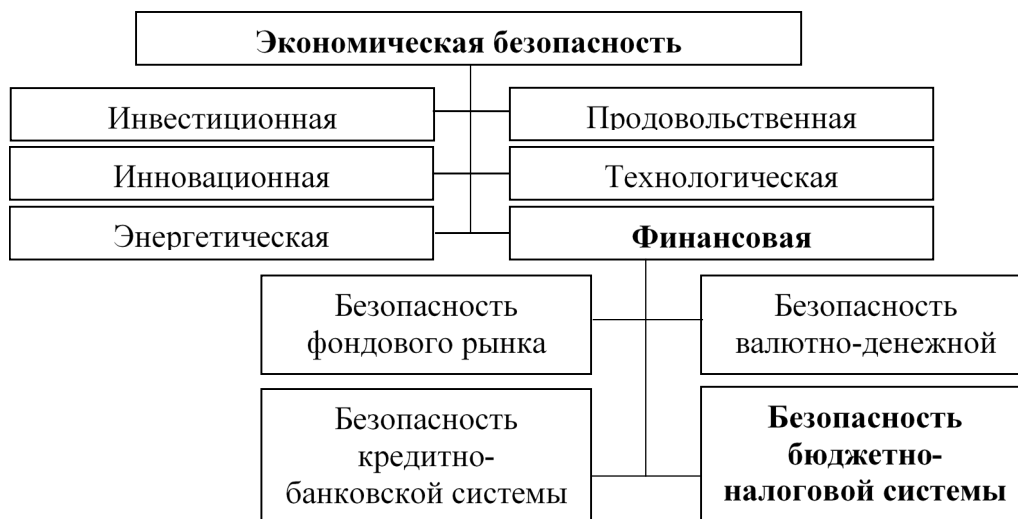 Экономическая безопасность
Инвестиционная
Продовольственная
Инновационная
Технологическая
Энергетическая
Финансовая
Безопасность
фондового рынка
Безопасность
валютно-денежной
Безопасность
кредитно-
банковской системы
Безопасность
бюджетно-
налоговой системы